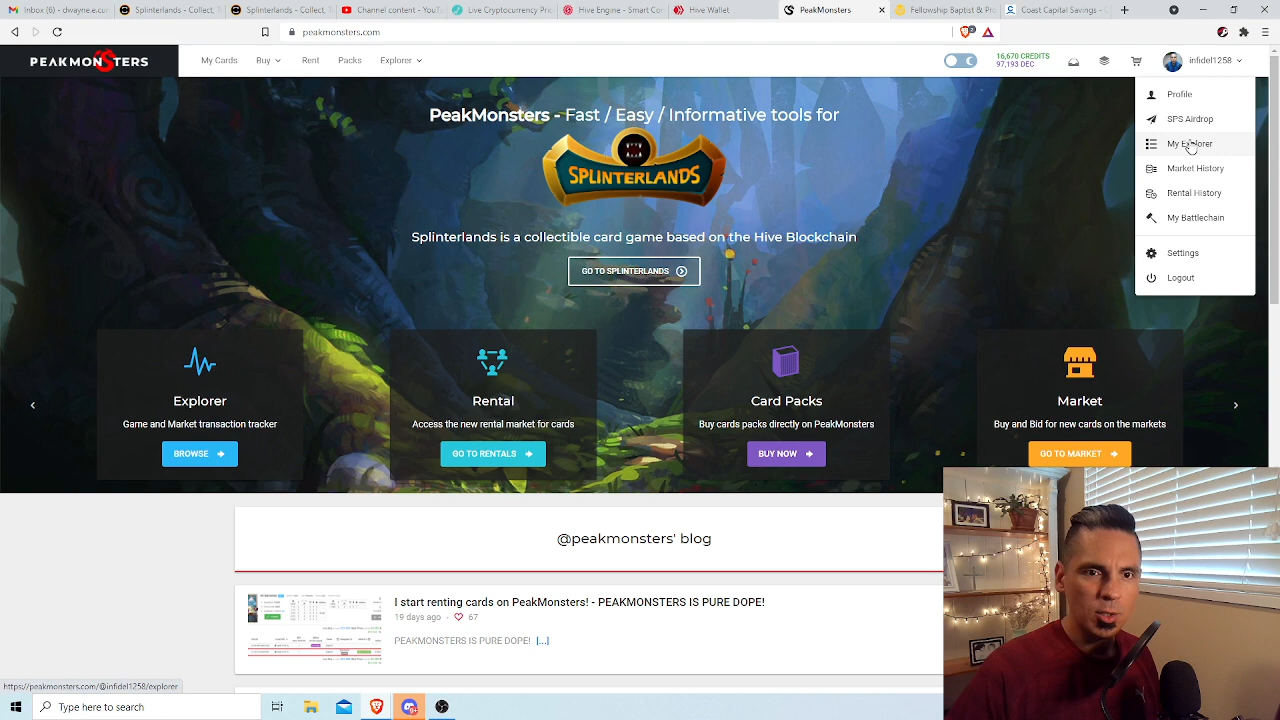 Inbox (6) - dwaynec
Splinterlands - Collect, T
Splinterlands - Collect, T
Channel content - YouT
Live Cryptocurrency Pric
Hive Engine - Smart Cor
Hive Wallet
PeakMonsters
Fellowship Baptist & Pro
Coast Capital Savings -
peakmonsters.com
PEAKMONSTERS
My Cards
Buy
Rent
Packs
Explorer
16,670 CREDITS
97,193 DEC
infidel1258
Profile
SPS Airdrop
My Explorer
Market History
Rental History
My Battlechain
Settings
Logout
PeakMonsters - Fast / Easy / Informative tools for
SPLINTERLANDS
Splinterlands is a collectible card game based on the Hive Blockchain
GO TO SPLINTERLANDS
Explorer
Game and Market transaction tracker
BROWSE
Rental
Access the new rental market for cards
GO TO RENTALS
Card Packs
Buy cards packs directly on PeakMonsters
BUY NOW
Market
Buy and Bid for new cards on the markets
GO TO MARKET
@peakmonsters' blog
I start renting cards on PeakMonsters! - PEAKMONSTERS IS PURE DOPE!
19 days ago · 67
PEAKMONSTERS IS PURE DOPE! [...]
https://peakmonsters.com/@infidel1258/explorer
Type here to search